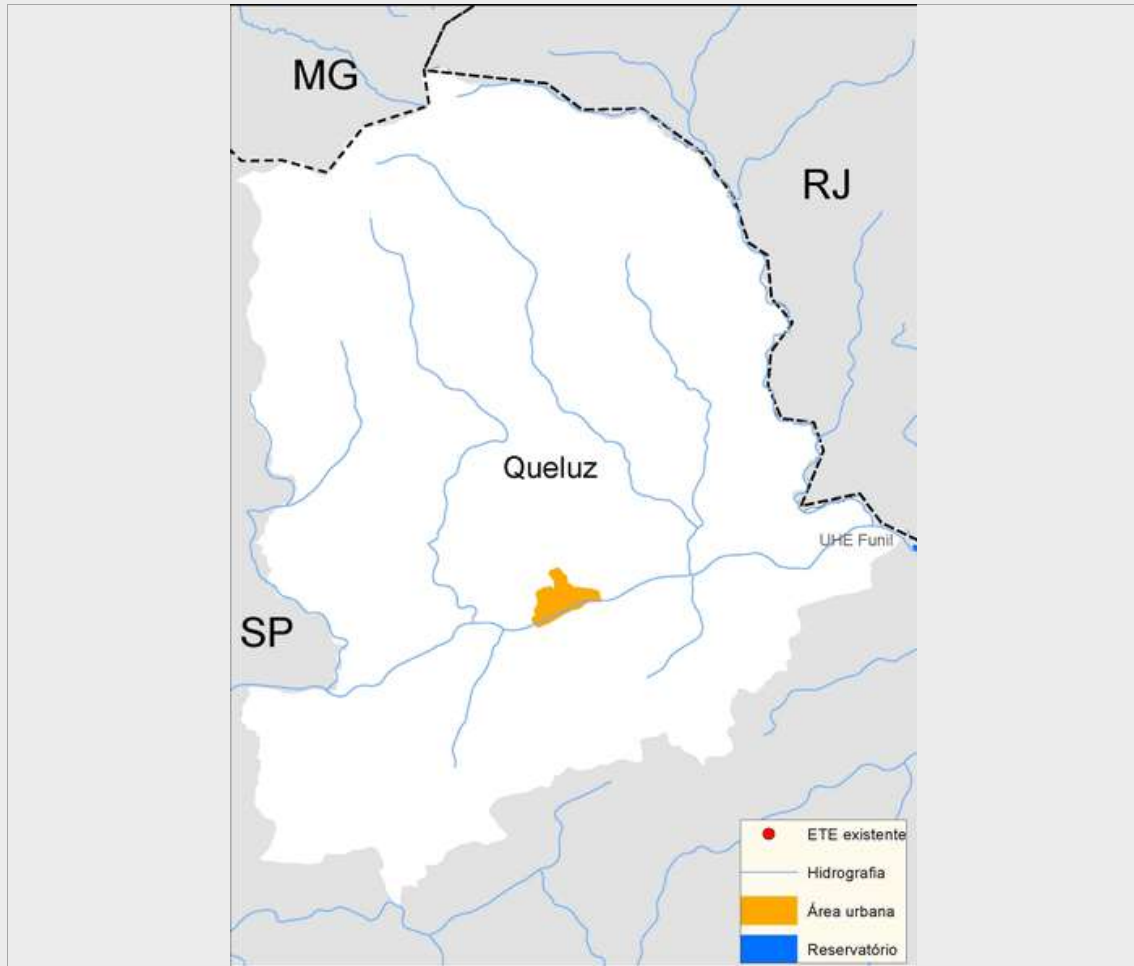 MG
RJ
Queluz
UHE Funil
SP
ETE existente
Hidrografia
Área urbana
Reservatório